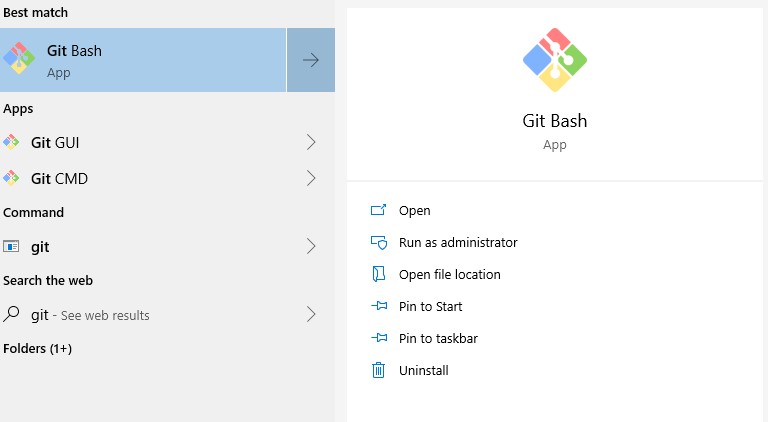 Best match
Git Bash
App
Apps
Git GUI
Git CMD
Command
git
Search the web
git - See web results
Folders (1+)
Git Bash
App
Open
Run as administrator
Open file location
Pin to Start
Pin to taskbar
Uninstall